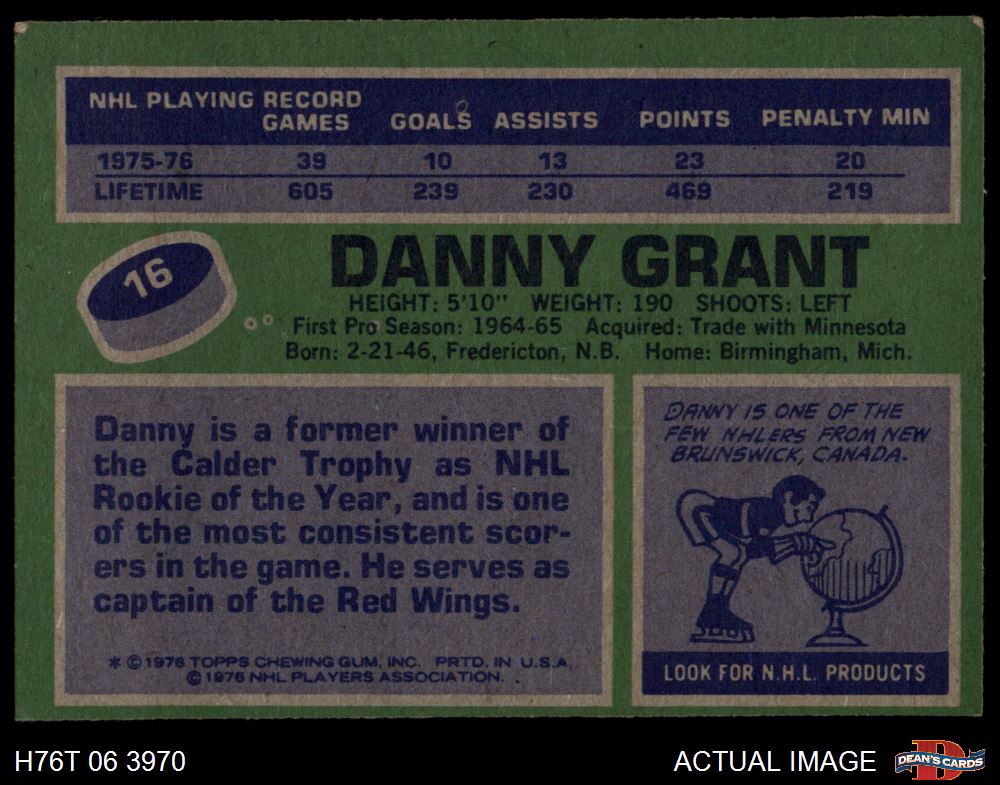 NHL PLAYING RECORD
GAMES GOALS ASSISTS POINTS PENALTY MIN
1975-76 39 10 13 23 20
LIFETIME 605 239 230 469 219
16
DANNY GRANT
HEIGHT: 5'10" WEIGHT: 190 SHOOTS: LEFT
First Pro Season: 1964-65 Acquired: Trade with Minnesota
Born: 2-21-46, Fredericton, N.B. Home: Birmingham, Mich.
Danny is a former winner of
the Calder Trophy as NHL
Rookie of the Year, and is one
of the most consistent scor-
ers in the game. He serves as
captain of the Red Wings.
* © 1976 TOPPS CHEWING GUM, INC. PRTD. IN U.S.A.
© 1976 NHL PLAYERS ASSOCIATION.
DANNY IS ONE OF THE
FEW NHLERS FROM NEW
BRUNSWICK, CANADA.
LOOK FOR N.H.L. PRODUCTS
H76T 06 3970
ACTUAL IMAGE
DEAN'S CARDS